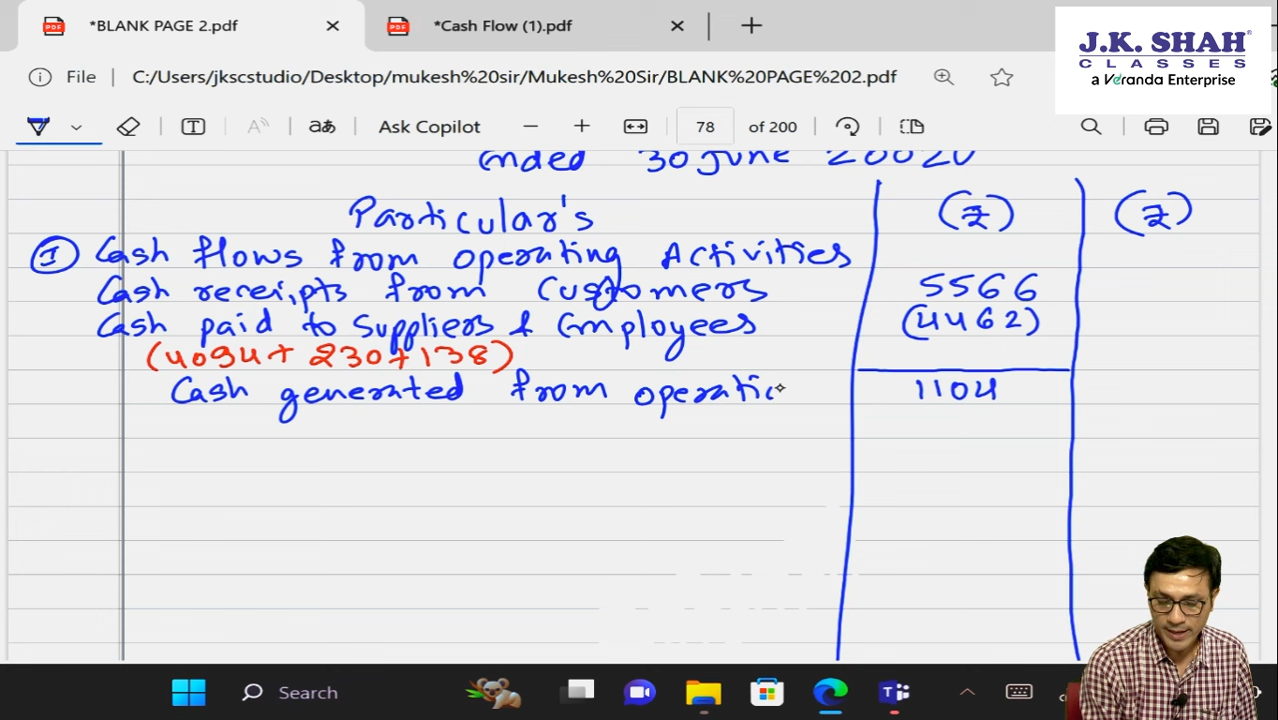 *BLANK PAGE 2.pdf
*Cash Flow (1).pdf
J.K. SHAH
CLASSES
a Veranda Enterprise
File
C:/Users/jkscstudio/Desktop/mukesh%20sir/Mukesh%20Sir/BLANK%20PAGE%202.pdf
aあ Ask Copilot 78 of 200
ended 30 June 20020
Particular's (₹) (₹)
I Cash flows from operating Activities
Cash receipts from Customers 5566
Cash paid to Suppliers & Employees (4462)
(4094 + 230 + 138)
Cash generated from operatic 1104
Search